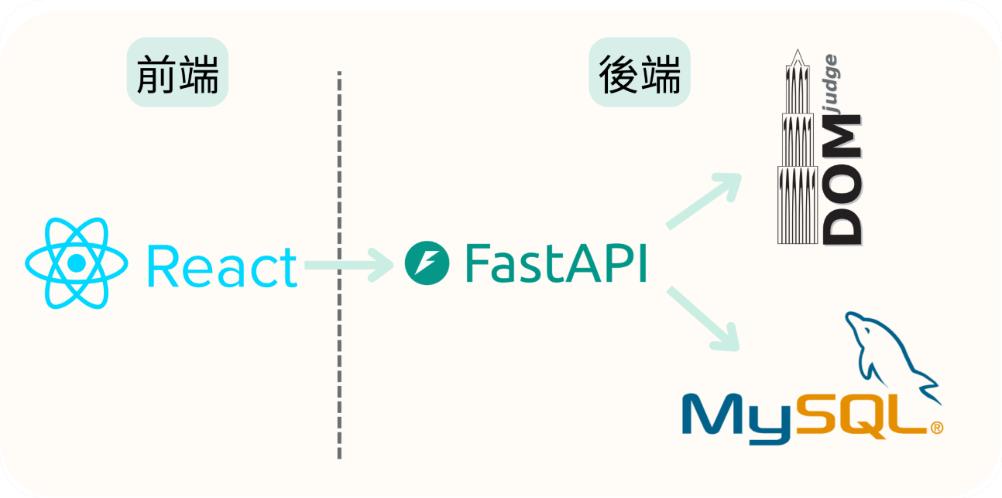 前端
後端
DOMjudge
React
FastAPI
MySQL®